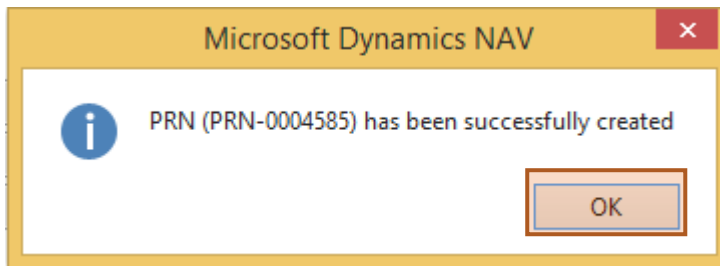 Microsoft Dynamics NAV
PRN (PRN-0004585) has been successfully created
OK